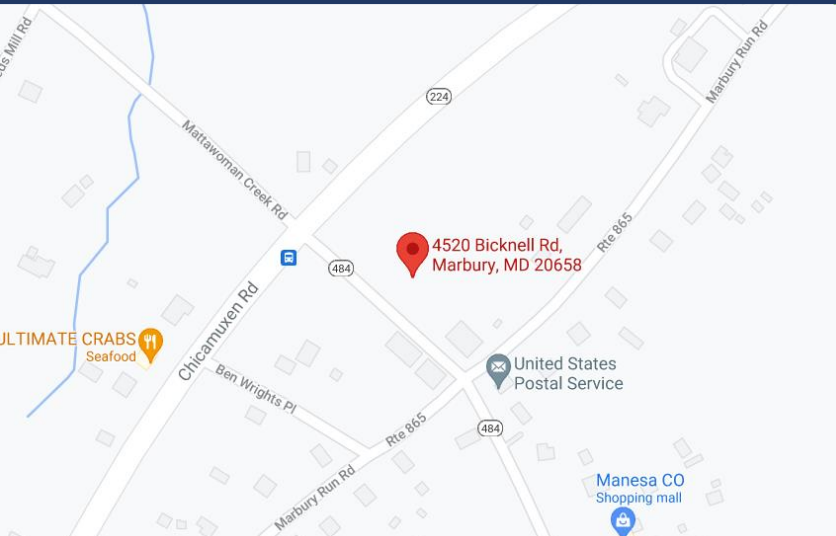 Mill Rd
224
Marbury Run Rd
Mattawoman Creek Rd
4520 Bicknell Rd,
Marbury, MD 20658
Rte 865
484
Chicamuxen Rd
ULTIMATE CRABS
Seafood
Ben Wrights Pl
United States
Postal Service
Rte 865
484
Marbury Run Rd
Manesa CO
Shopping mall